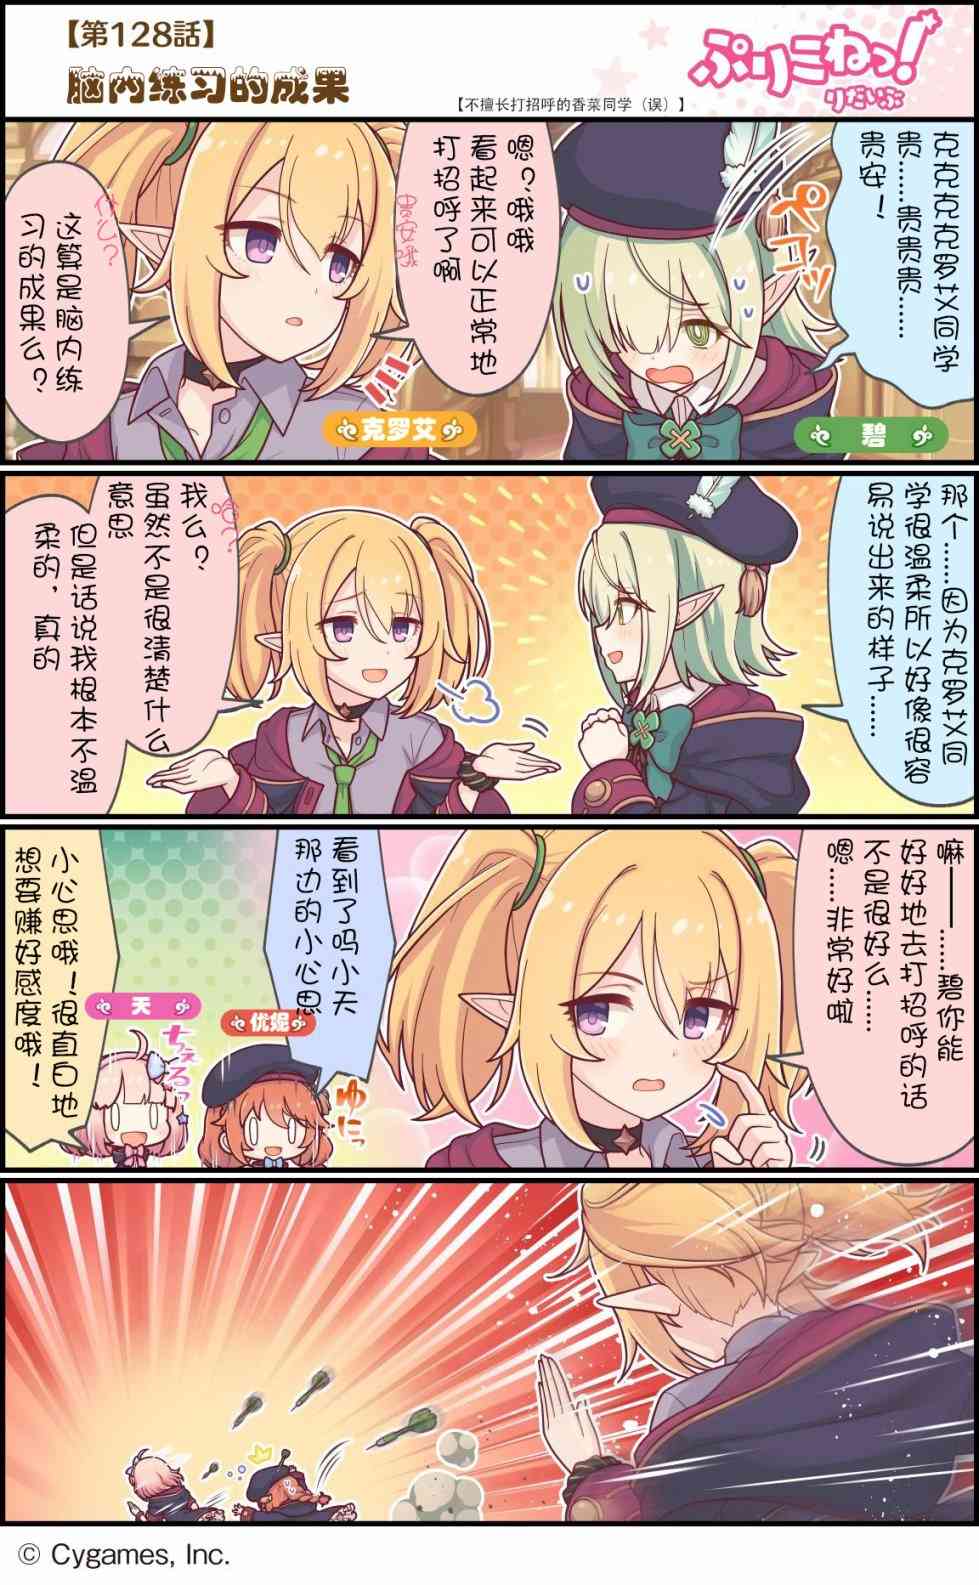 【第128話】
脑内练习的成果
【不擅长打招呼的香菜同学（误）】
ぷりこねっ!
りだいぶ
克克克克罗艾同学
贵……贵贵贵……
贵安！
ペコッ
嗯？哦哦
看起来可以正常地
打招呼了啊
贵安哦
什么？
这算是脑内练
习的成果么？
克罗艾
碧
那个……因为克罗艾同
学很温柔所以好像很容
易说出来的样子……
我么？
虽然不是很清楚什么
意思
但是话说我根本不温
柔的，真的
嘛——……碧你能
好好地去打招呼的话
不是很好么……
嗯……非常好啦
看到了吗小天
那边的小心思
小心思哦！很直白地
想要赚好感度哦！
天
优妮
ちぇるっ
ゆにっ
© Cygames, Inc.